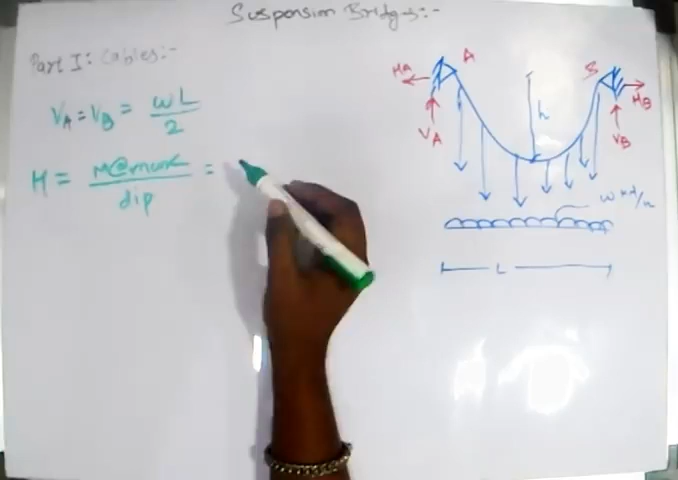 Suspension Bridges:-
Part I: Cables:-
VA = VB = wL/2
H = M@max/dip =
HA
A
B
HB
VA
h
VB
w kN/m
L